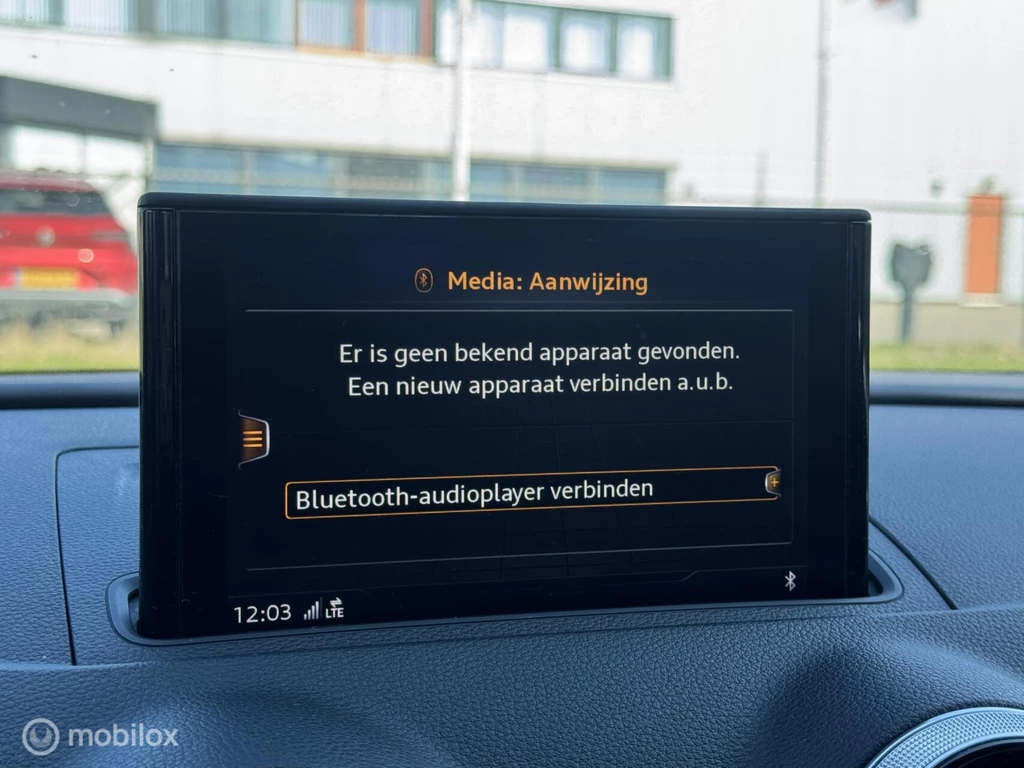 Media: Aanwijzing
Er is geen bekend apparaat gevonden.
Een nieuw apparaat verbinden a.u.b.
Bluetooth-audioplayer verbinden
12:03 LTE
mobilox